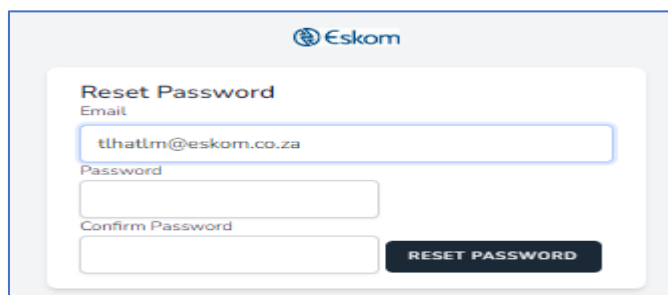 Eskom
Reset Password
Email
tlhatlm@eskom.co.za
Password
Confirm Password
RESET PASSWORD